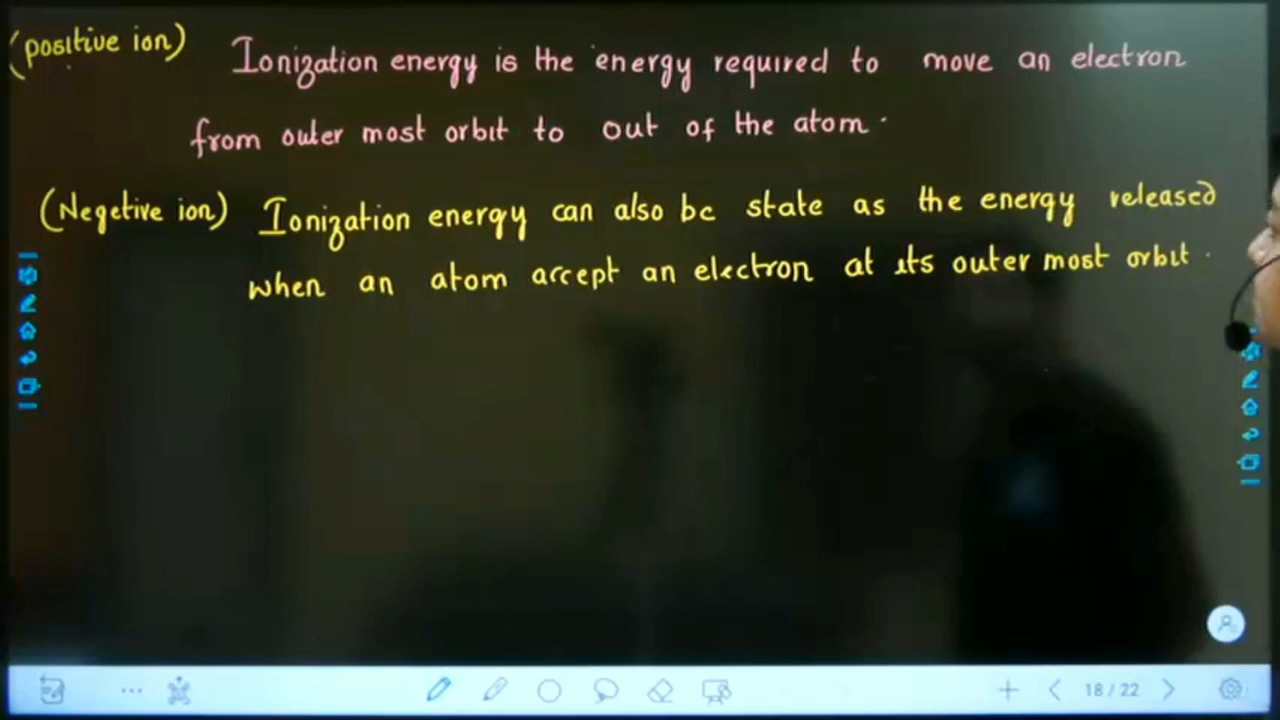 (positive ion) Ionization energy is the energy required to move an electron
from outer most orbit to out of the atom.
(Negetive ion) Ionization energy can also be state as the energy released
when an atom accept an electron at its outer most orbit.
18/22